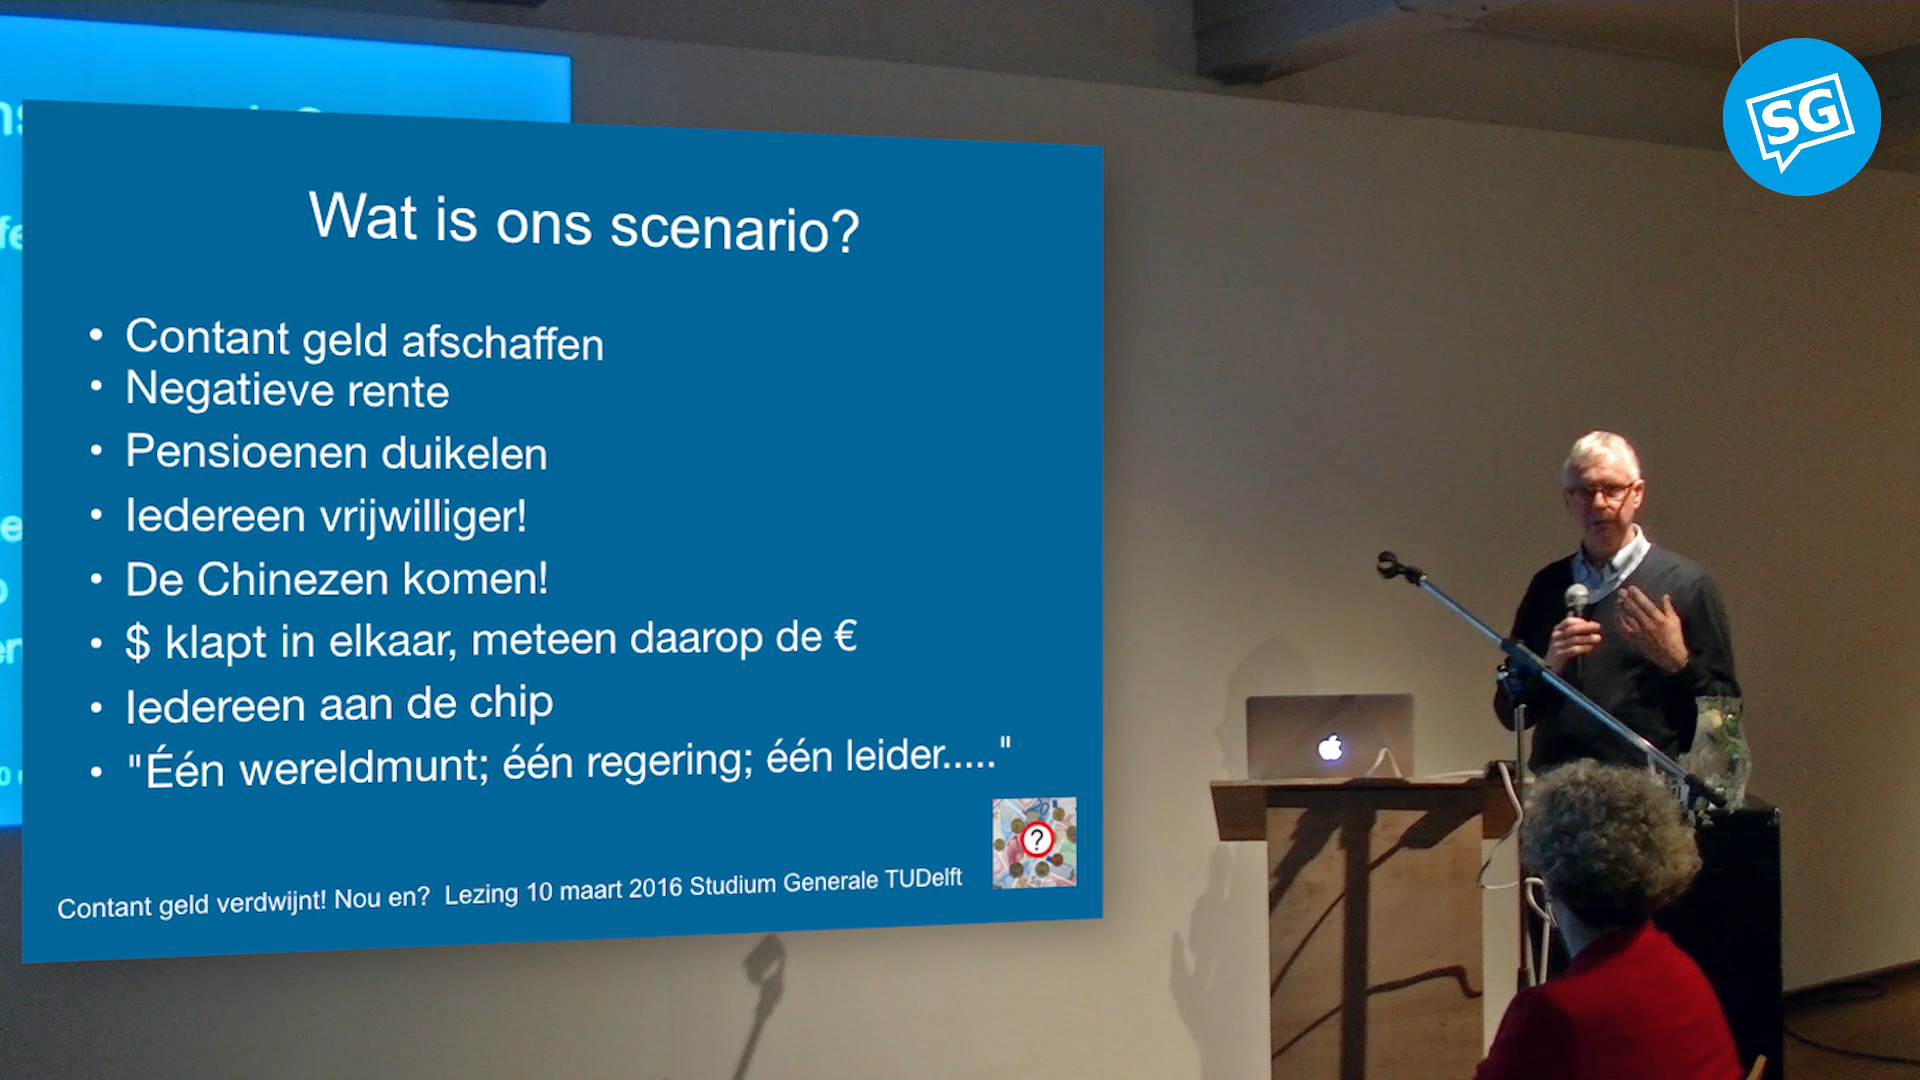 SG
Wat is ons scenario?
• Contant geld afschaffen
• Negatieve rente
• Pensioenen duikelen
• Iedereen vrijwilliger!
• De Chinezen komen!
• $ klapt in elkaar, meteen daarop de €
• Iedereen aan de chip
• "Één wereldmunt; één regering; één leider....."
?
Contant geld verdwijnt! Nou en? Lezing 10 maart 2016 Studium Generale TUDelft